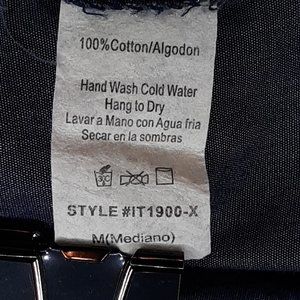 100%Cotton/Algodon
Hand Wash Cold Water
Hang to Dry
Lavar a Mano con Agua fria
Secar en la sombras
STYLE #IT1900-X
M(Mediano)